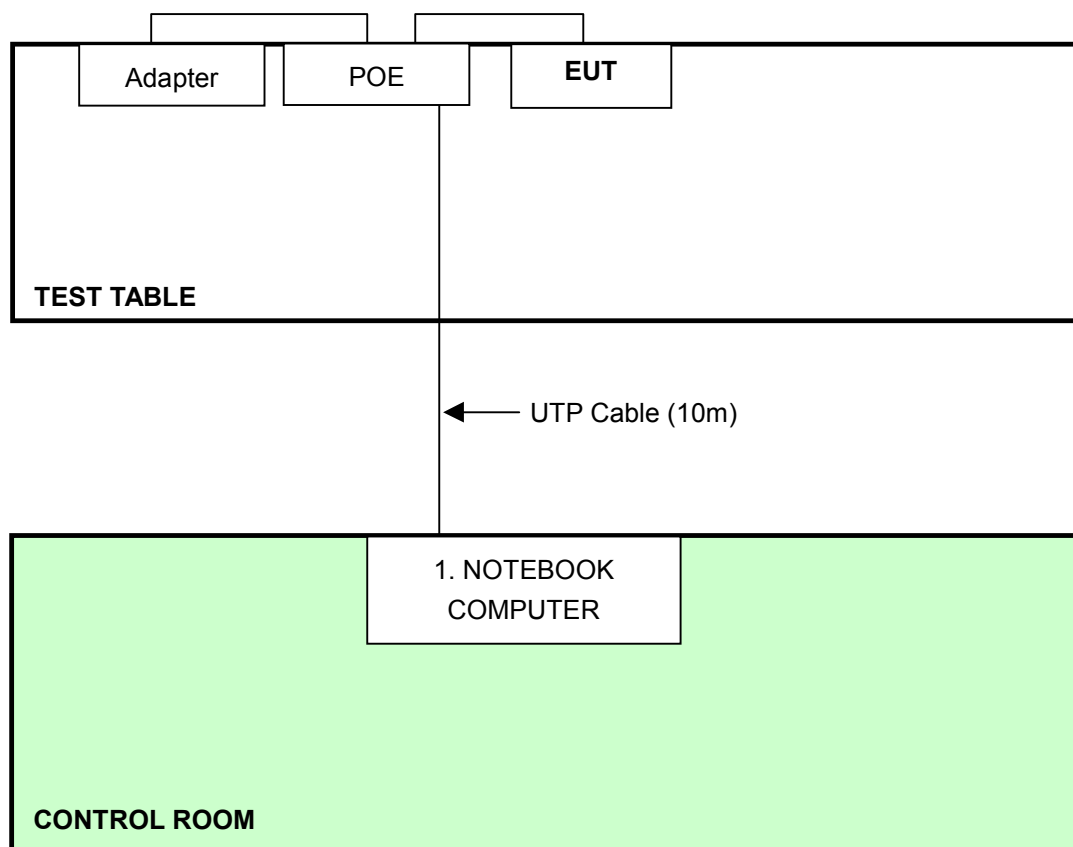 Adapter
POE
EUT
TEST TABLE
UTP Cable (10m)
1. NOTEBOOK
COMPUTER
CONTROL ROOM